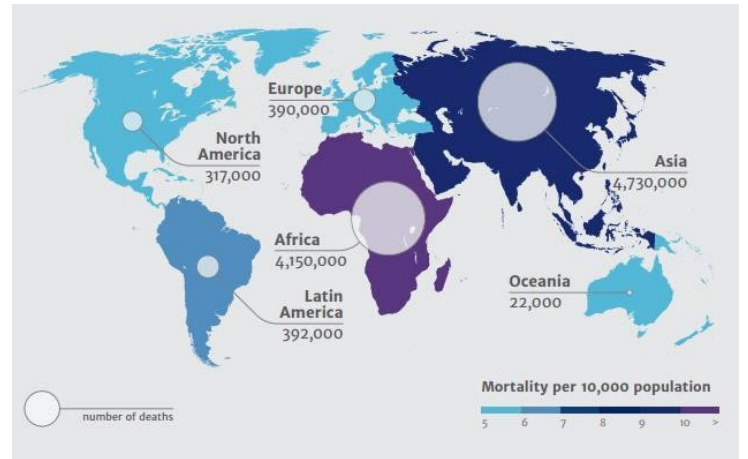 Europe
390,000
North
America
317,000
Asia
4,730,000
Africa
4,150,000
Oceania
22,000
Latin
America
392,000
Mortality per 10,000 population
number of deaths
5 6 7 8 9 10 >